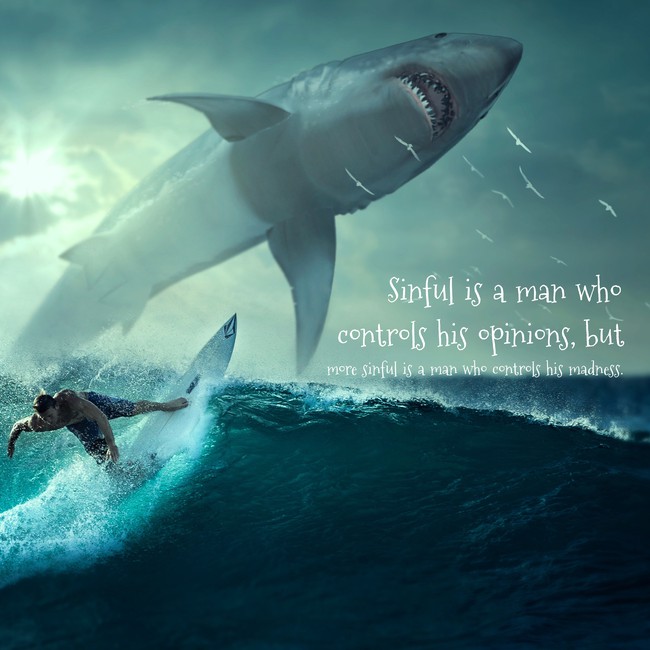 Sinful is a man who
controls his opinions, but
more sinful is a man who controls his madness.